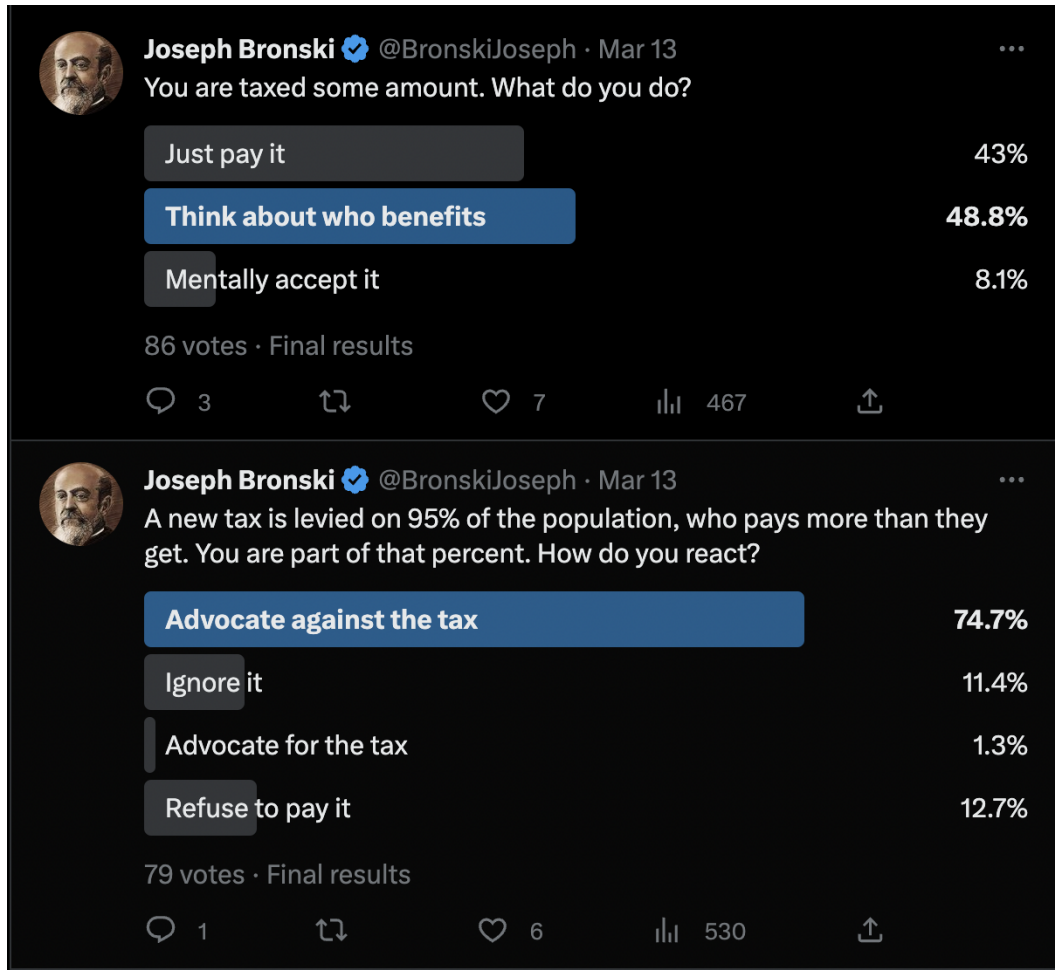 Joseph Bronski @BronskiJoseph · Mar 13
You are taxed some amount. What do you do?
Just pay it 43%
Think about who benefits 48.8%
Mentally accept it 8.1%
86 votes · Final results
3 7 467
Joseph Bronski @BronskiJoseph · Mar 13
A new tax is levied on 95% of the population, who pays more than they
get. You are part of that percent. How do you react?
Advocate against the tax 74.7%
Ignore it 11.4%
Advocate for the tax 1.3%
Refuse to pay it 12.7%
79 votes · Final results
1 6 530